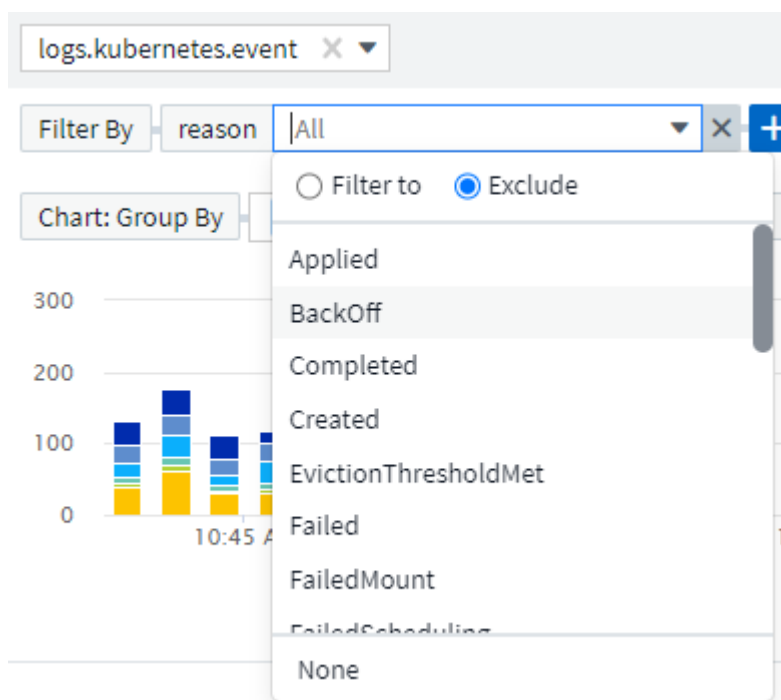 logs.kubernetes.event
Filter By reason All
Filter to Exclude
Chart: Group By
Applied
300
BackOff
Completed
200
Created
100
EvictionThresholdMet
0
Failed
10:45 A
FailedMount
FailedScheduling
None